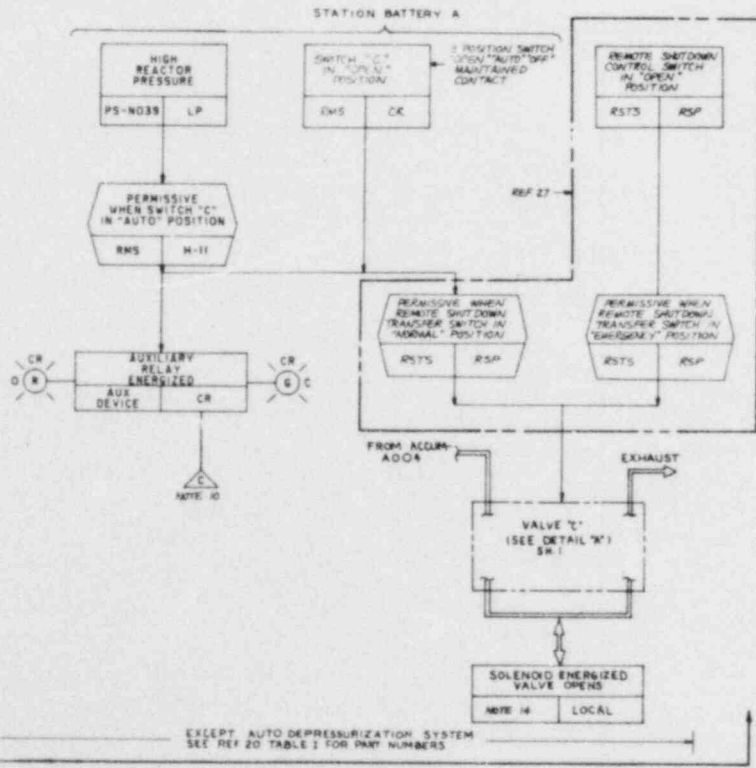 STATION BATTERY A
HIGH
REACTOR
PRESSURE
PS-N039
LP
SWITCH "C"
IN "OPEN"
POSITION
RMS
CR
3 POSITION SWITCH
"OPEN" "AUTO" "OFF"
MAINTAINED
CONTACT
REMOTE SHUTDOWN
CONTROL SWITCH
IN "OPEN"
POSITION
RSTS
RSP
REF 27
PERMISSIVE
WHEN SWITCH "C"
IN "AUTO" POSITION
RMS
H-11
PERMISSIVE WHEN
REMOTE SHUTDOWN
TRANSFER SWITCH IN
"NORMAL" POSITION
RSTS
RSP
PERMISSIVE WHEN
REMOTE SHUTDOWN
TRANSFER SWITCH IN
"EMERGENCY" POSITION
RSTS
RSP
CR
O R
AUXILIARY
RELAY
ENERGIZED
AUX
DEVICE
CR
CR
G C
C
NOTE 10
FROM ACCUM
A004
EXHAUST
VALVE "C"
(SEE DETAIL "A")
SH. 1
SOLENOID ENERGIZED
VALVE OPENS
NOTE 14
LOCAL
EXCEPT AUTO DEPRESSURIZATION SYSTEM
SEE REF 20 TABLE I FOR PART NUMBERS